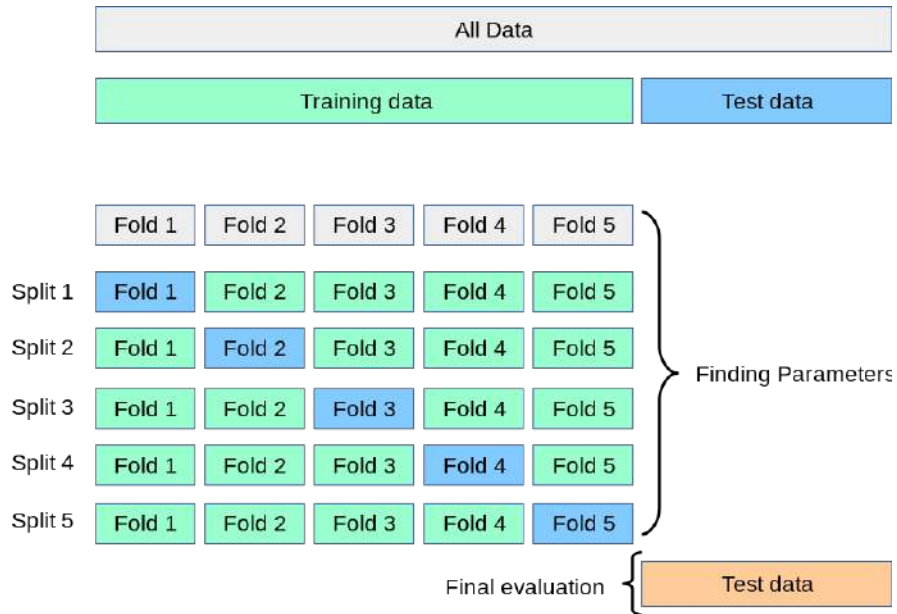 All Data
Training data Test data
Fold 1 Fold 2 Fold 3 Fold 4 Fold 5
Split 1 Fold 1 Fold 2 Fold 3 Fold 4 Fold 5
Split 2 Fold 1 Fold 2 Fold 3 Fold 4 Fold 5
Finding Parameters
Split 3 Fold 1 Fold 2 Fold 3 Fold 4 Fold 5
Split 4 Fold 1 Fold 2 Fold 3 Fold 4 Fold 5
Split 5 Fold 1 Fold 2 Fold 3 Fold 4 Fold 5
Final evaluation Test data